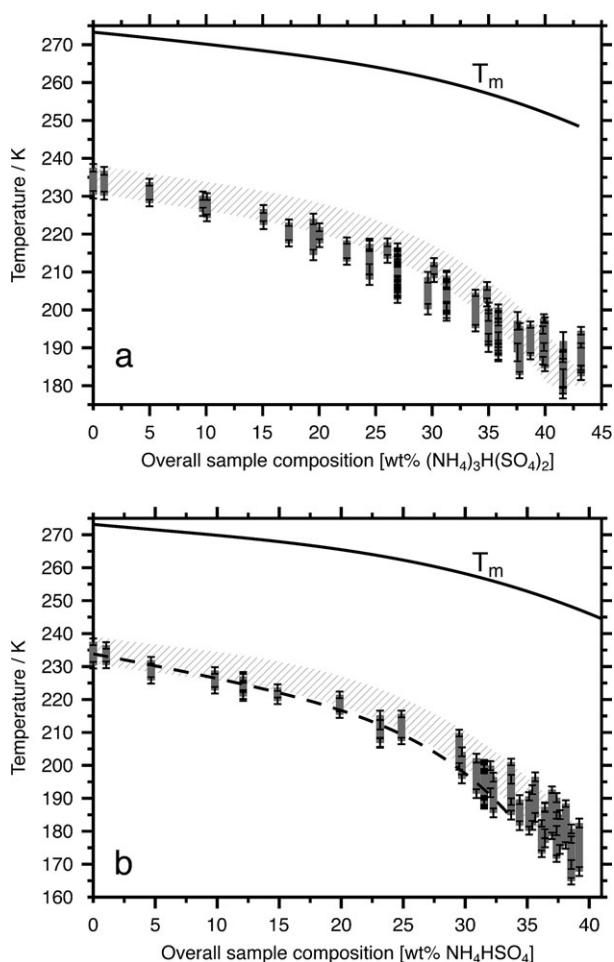 270
260
250
240
230
220
210
200
190
180
Temperature / K
T_m
a
0 5 10 15 20 25 30 35 40 45
Overall sample composition [wt% (NH₄)₃H(SO₄)₂]
270
260
250
240
230
220
210
200
190
180
170
160
Temperature / K
T_m
b
0 5 10 15 20 25 30 35 40
Overall sample composition [wt% NH₄HSO₄]